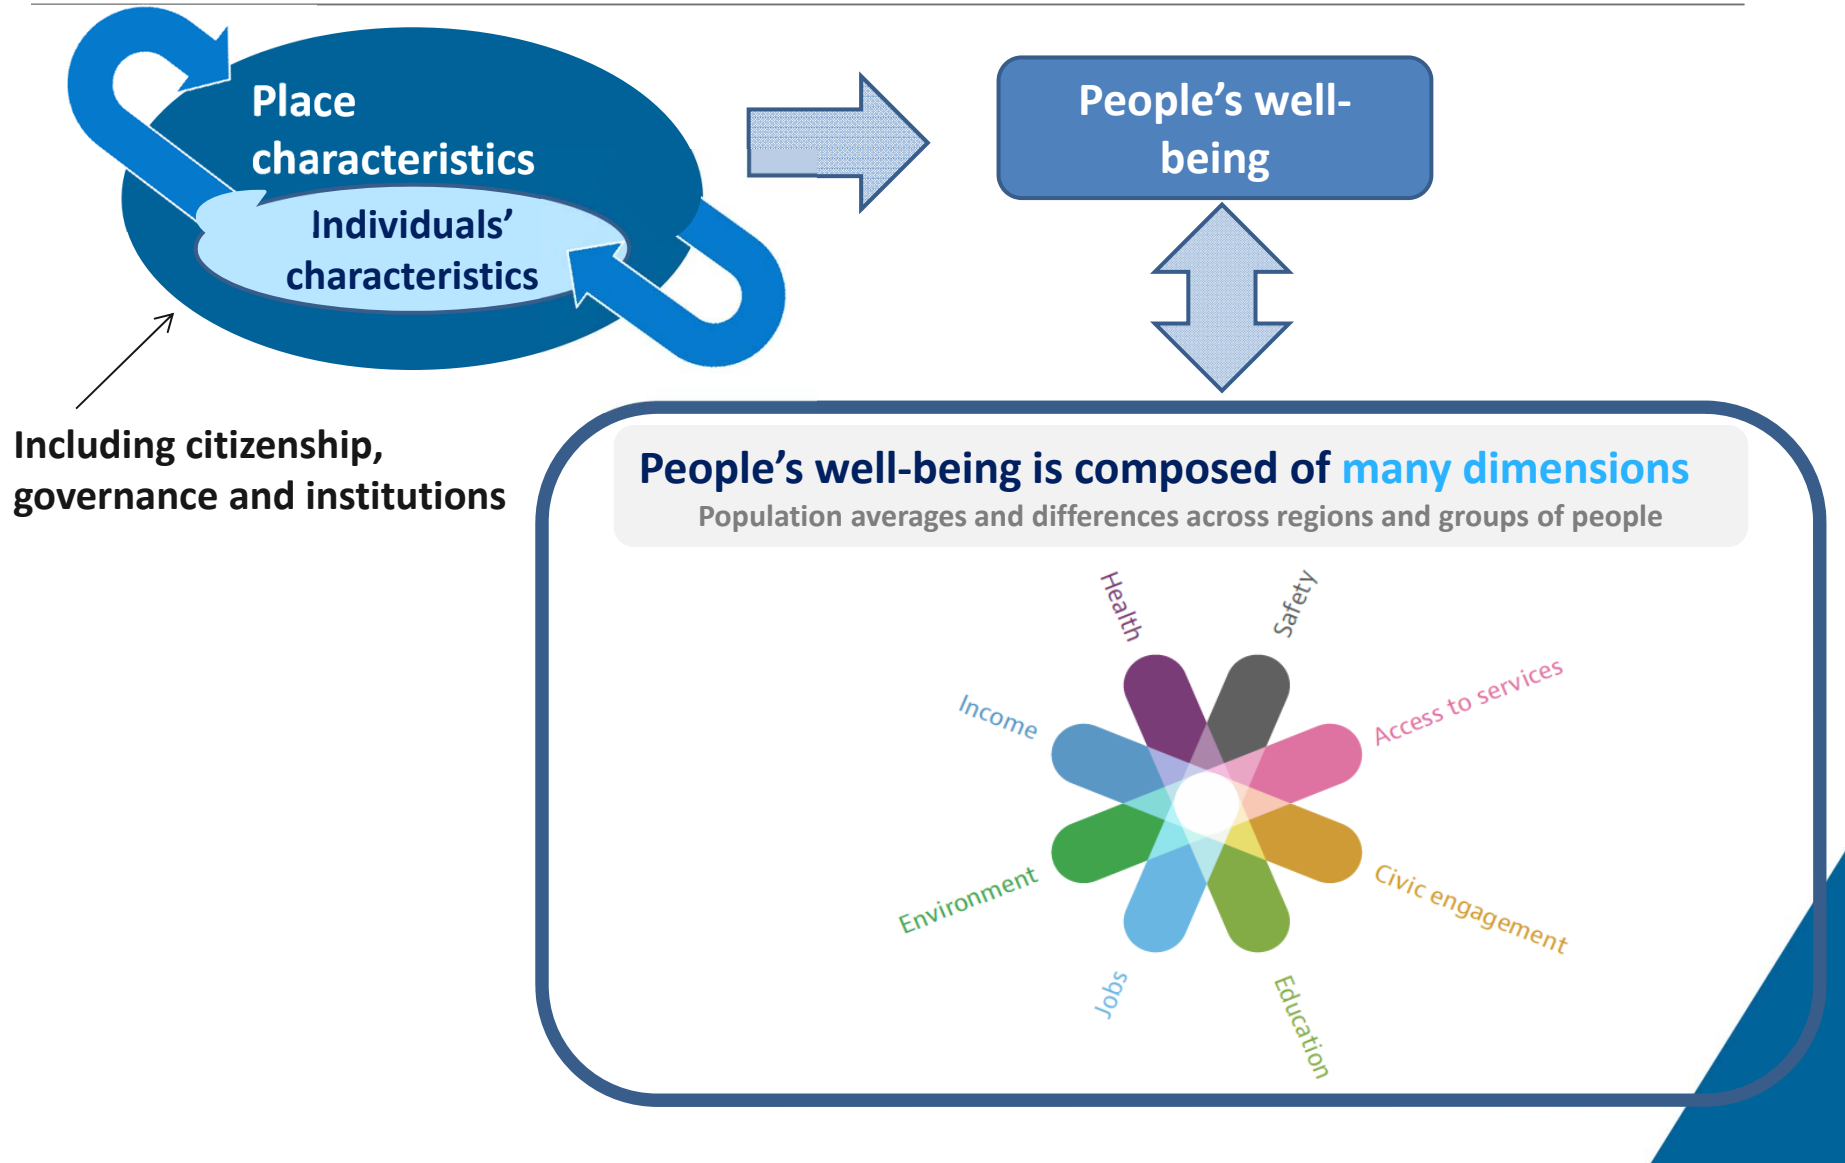 Place
characteristics
Individuals’
characteristics
People’s well-
being
Including citizenship,
governance and institutions
People’s well-being is composed of many dimensions
Population averages and differences across regions and groups of people
Health
Safety
Income
Access to services
Environment
Civic engagement
Jobs
Education